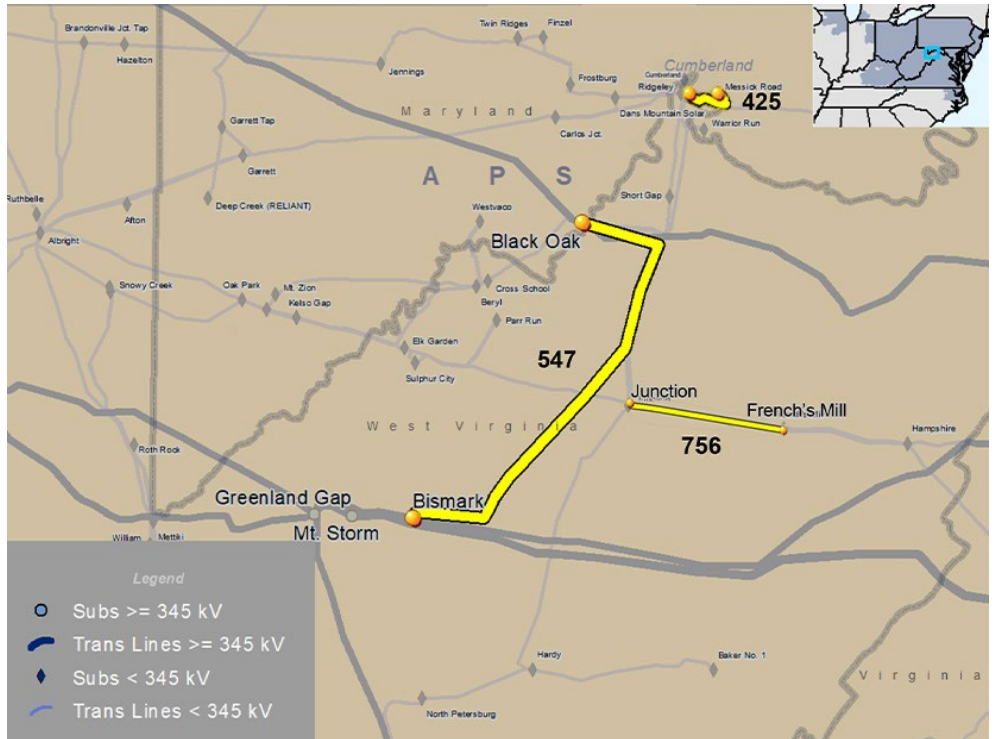 Brandonville Jct. Tap
Hazelton
Twin Ridges
Finzel
Jennings
Frostburg
Cumberland
Cumberland
Ridgeley
Messick Road
425
Dans Mountain Solar
Warrior Run
Maryland
Carlos Jct.
Garrett Tap
Garrett
APS
Ruthbelle
Afton
Deep Creek (RELIANT)
Albright
Westvaco
Short Gap
Black Oak
Snowy Creek
Oak Park
Mt. Zion
Kelso Gap
Cross School
Beryl
Parr Run
Elk Garden
Sulphur City
547
Junction
French's Mill
756
Hampshire
West Virginia
Roth Rock
Greenland Gap
Bismark
Mt. Storm
William
Mettiki
Legend
Subs >= 345 kV
Trans Lines >= 345 kV
Subs < 345 kV
Trans Lines < 345 kV
Hardy
Baker No. 1
North Petersburg
Virginia